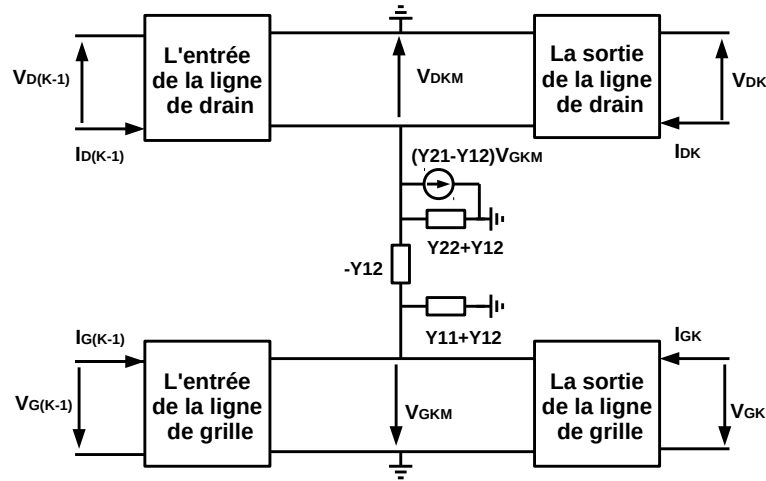 L'entrée
de la ligne
de drain
La sortie
de la ligne
de drain
VD(K-1)
VDKM
VDK
ID(K-1)
IDK
(Y21-Y12)VGKM
Y22+Y12
-Y12
Y11+Y12
IG(K-1)
IGK
L'entrée
de la ligne
de grille
La sortie
de la ligne
de grille
VG(K-1)
VGKM
VGK